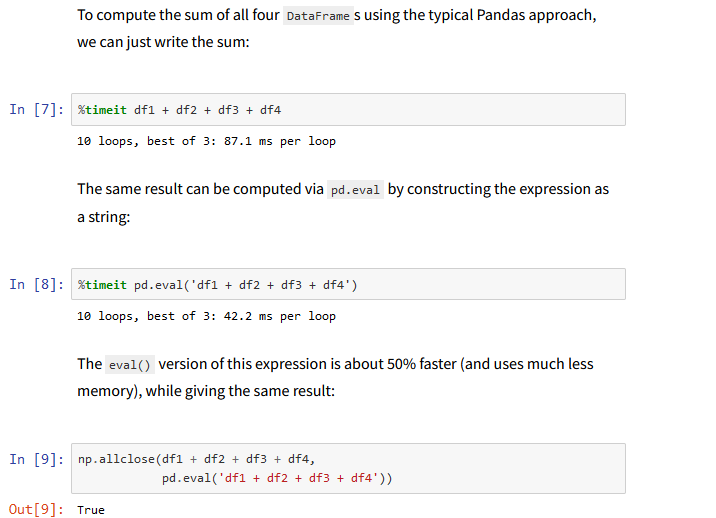 To compute the sum of all four DataFrame s using the typical Pandas approach,
we can just write the sum:
In [7]: %timeit df1 + df2 + df3 + df4
10 loops, best of 3: 87.1 ms per loop
The same result can be computed via pd.eval by constructing the expression as
a string:
In [8]: %timeit pd.eval('df1 + df2 + df3 + df4')
10 loops, best of 3: 42.2 ms per loop
The eval() version of this expression is about 50% faster (and uses much less
memory), while giving the same result:
In [9]: np.allclose(df1 + df2 + df3 + df4,
pd.eval('df1 + df2 + df3 + df4'))
Out[9]: True